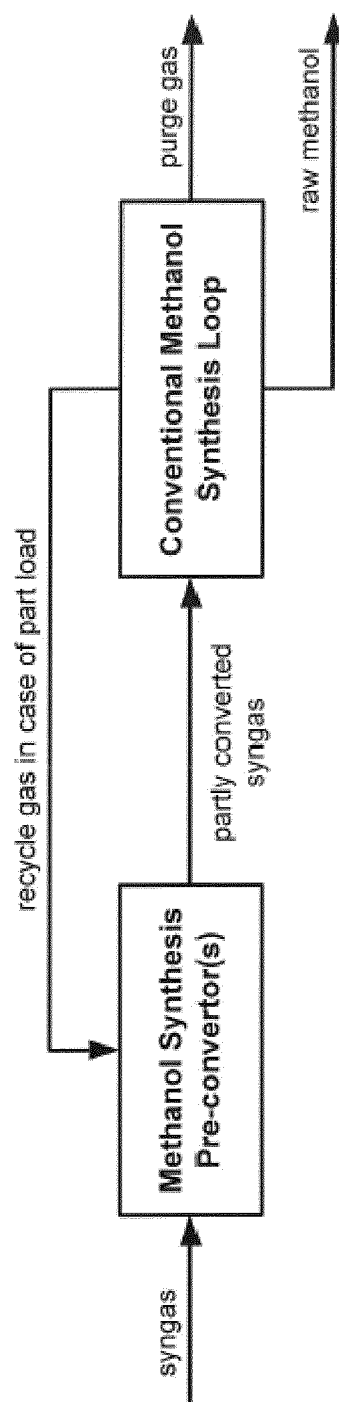 recycle gas in case of part load
syngas
Methanol Synthesis
Pre-convertor(s)
partly converted
syngas
Conventional Methanol
Synthesis Loop
purge gas
raw methanol